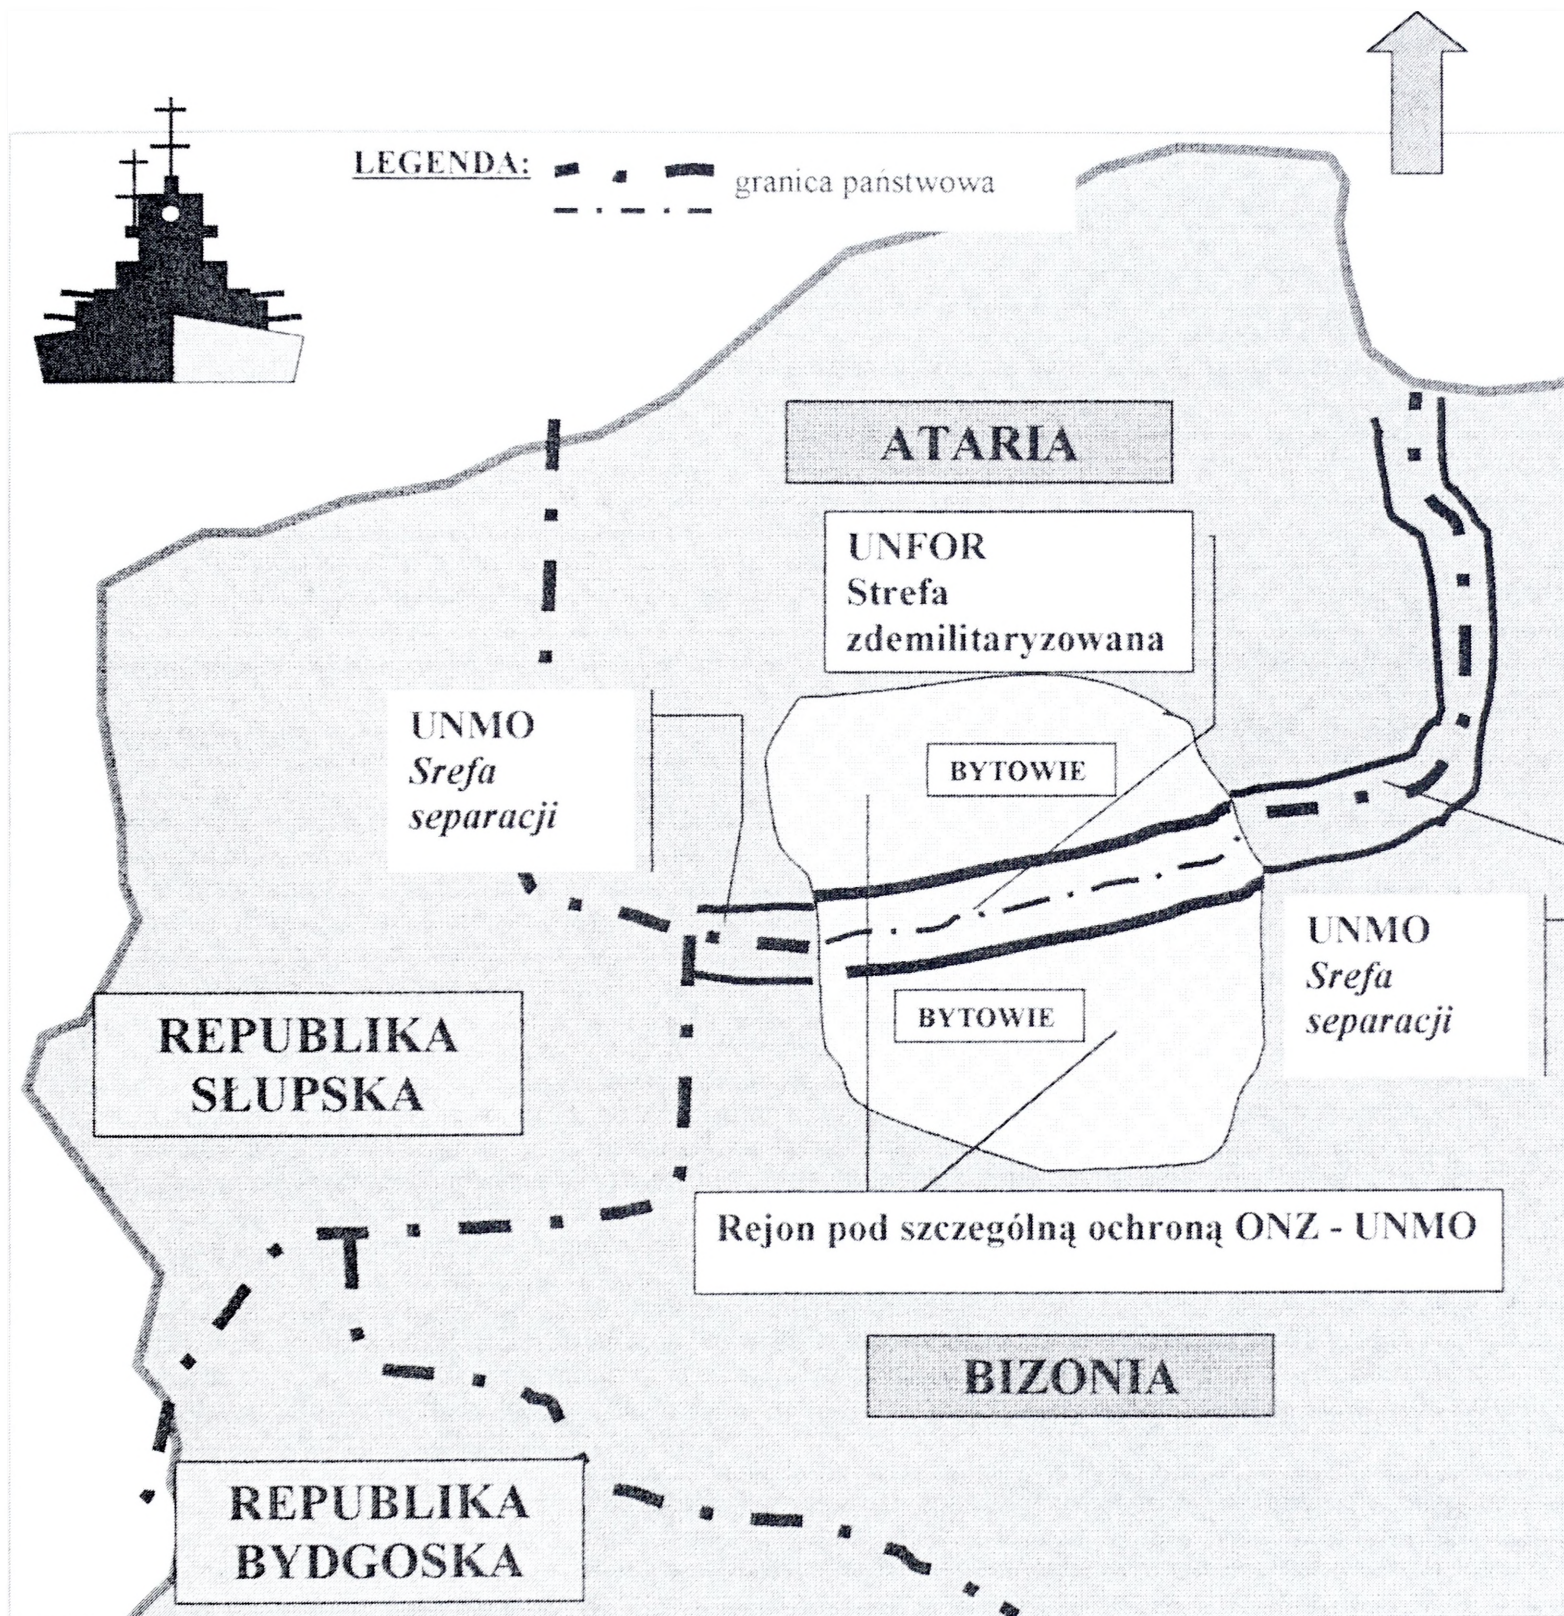 LEGENDA:
granica państwowa
ATARIA
UNFOR
Strefa
zdemilitaryzowana
UNMO
Srefa
separacji
BYTOWIE
BYTOWIE
UNMO
Srefa
separacji
REPUBLIKA
SŁUPSKA
Rejon pod szczególną ochroną ONZ - UNMO
BIZONIA
REPUBLIKA
BYDGOSKA